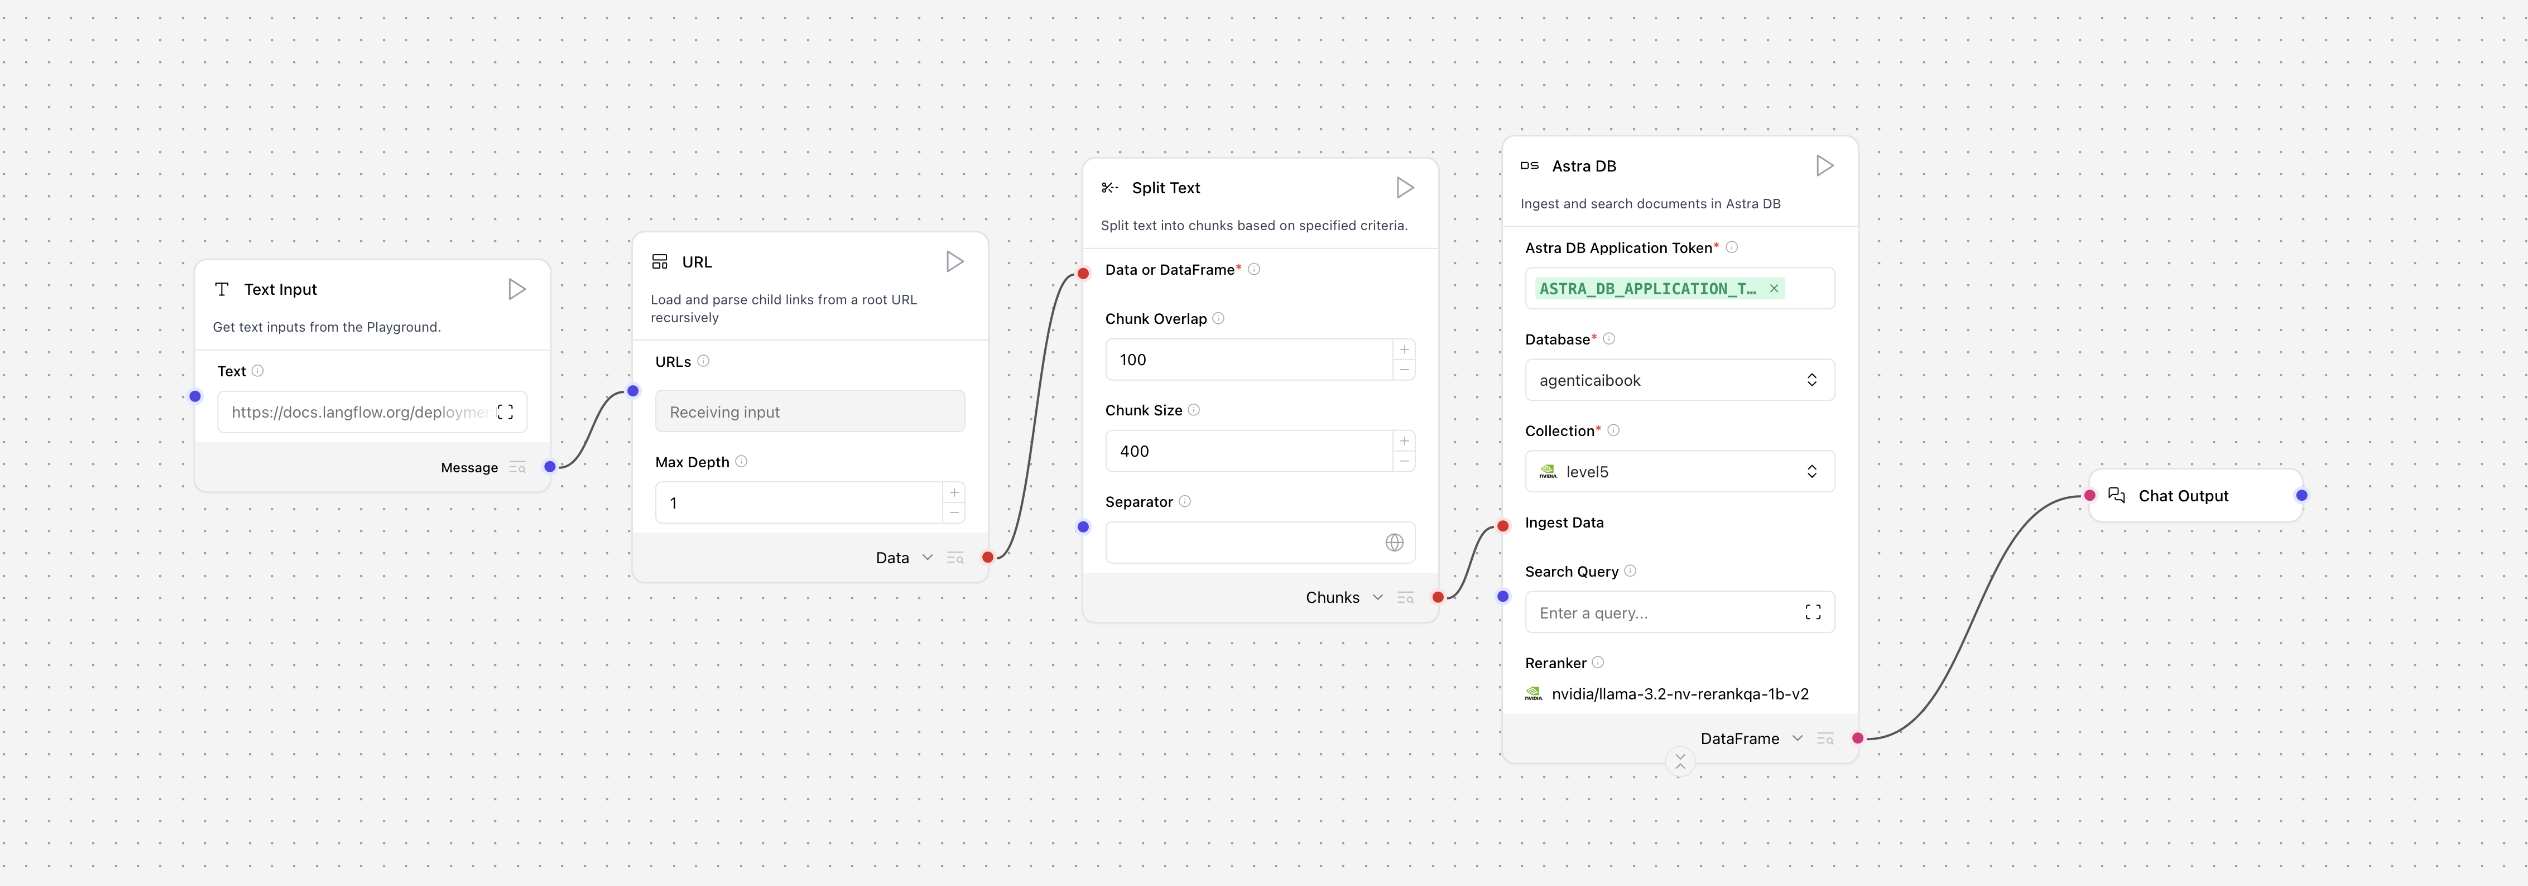 Text Input
Get text inputs from the Playground.
Text
https://docs.langflow.org/deploymen
Message
URL
Load and parse child links from a root URL
recursively
URLs
Receiving input
Max Depth
1
Data
Split Text
Split text into chunks based on specified criteria.
Data or DataFrame*
Chunk Overlap
100
Chunk Size
400
Separator
Chunks
DS Astra DB
Ingest and search documents in Astra DB
Astra DB Application Token*
ASTRA_DB_APPLICATION_T…
Database*
agenticaibook
Collection*
NVIDIA level5
Ingest Data
Search Query
Enter a query...
Reranker
NVIDIA nvidia/llama-3.2-nv-rerankqa-1b-v2
DataFrame
Chat Output